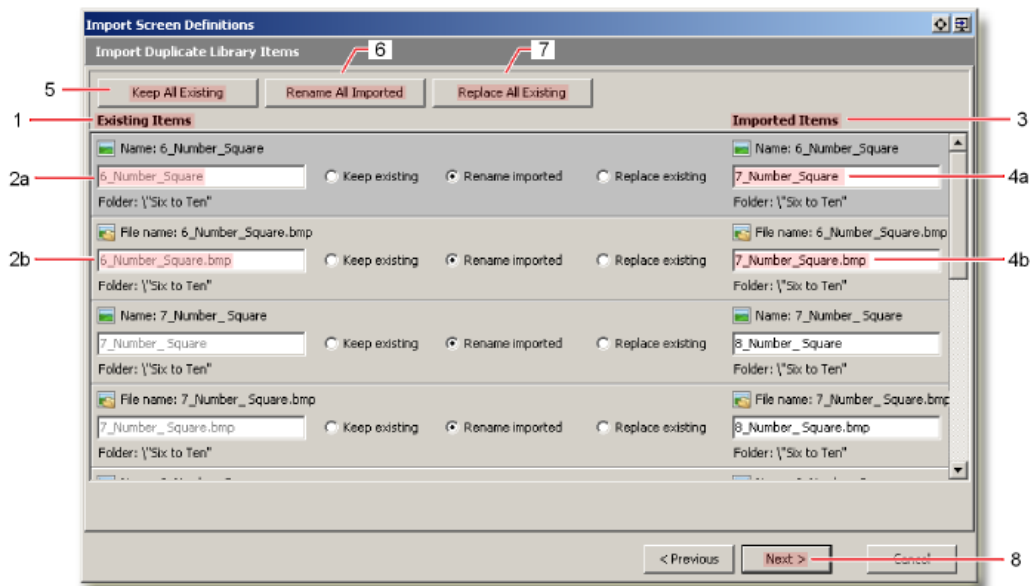 Import Screen Definitions
Import Duplicate Library Items
6
7
5
Keep All Existing
Rename All Imported
Replace All Existing
1
Existing Items
Imported Items
3
Name: 6_Number_Square
Name: 6_Number_Square
2a
6_Number_Square
Keep existing
Rename imported
Replace existing
7_Number_Square
4a
Folder: \"Six to Ten"
Folder: \"Six to Ten"
File name: 6_Number_Square.bmp
File name: 6_Number_Square.bmp
2b
6_Number_Square.bmp
Keep existing
Rename imported
Replace existing
7_Number_Square.bmp
4b
Folder: \"Six to Ten"
Folder: \"Six to Ten"
Name: 7_Number_ Square
Name: 7_Number_ Square
7_Number_ Square
Keep existing
Rename imported
Replace existing
8_Number_ Square
Folder: \"Six to Ten"
Folder: \"Six to Ten"
File name: 7_Number_ Square.bmp
File name: 7_Number_ Square.bmp
7_Number_ Square.bmp
Keep existing
Rename imported
Replace existing
8_Number_ Square.bmp
Folder: \"Six to Ten"
Folder: \"Six to Ten"
< Previous
Next >
Cancel
8